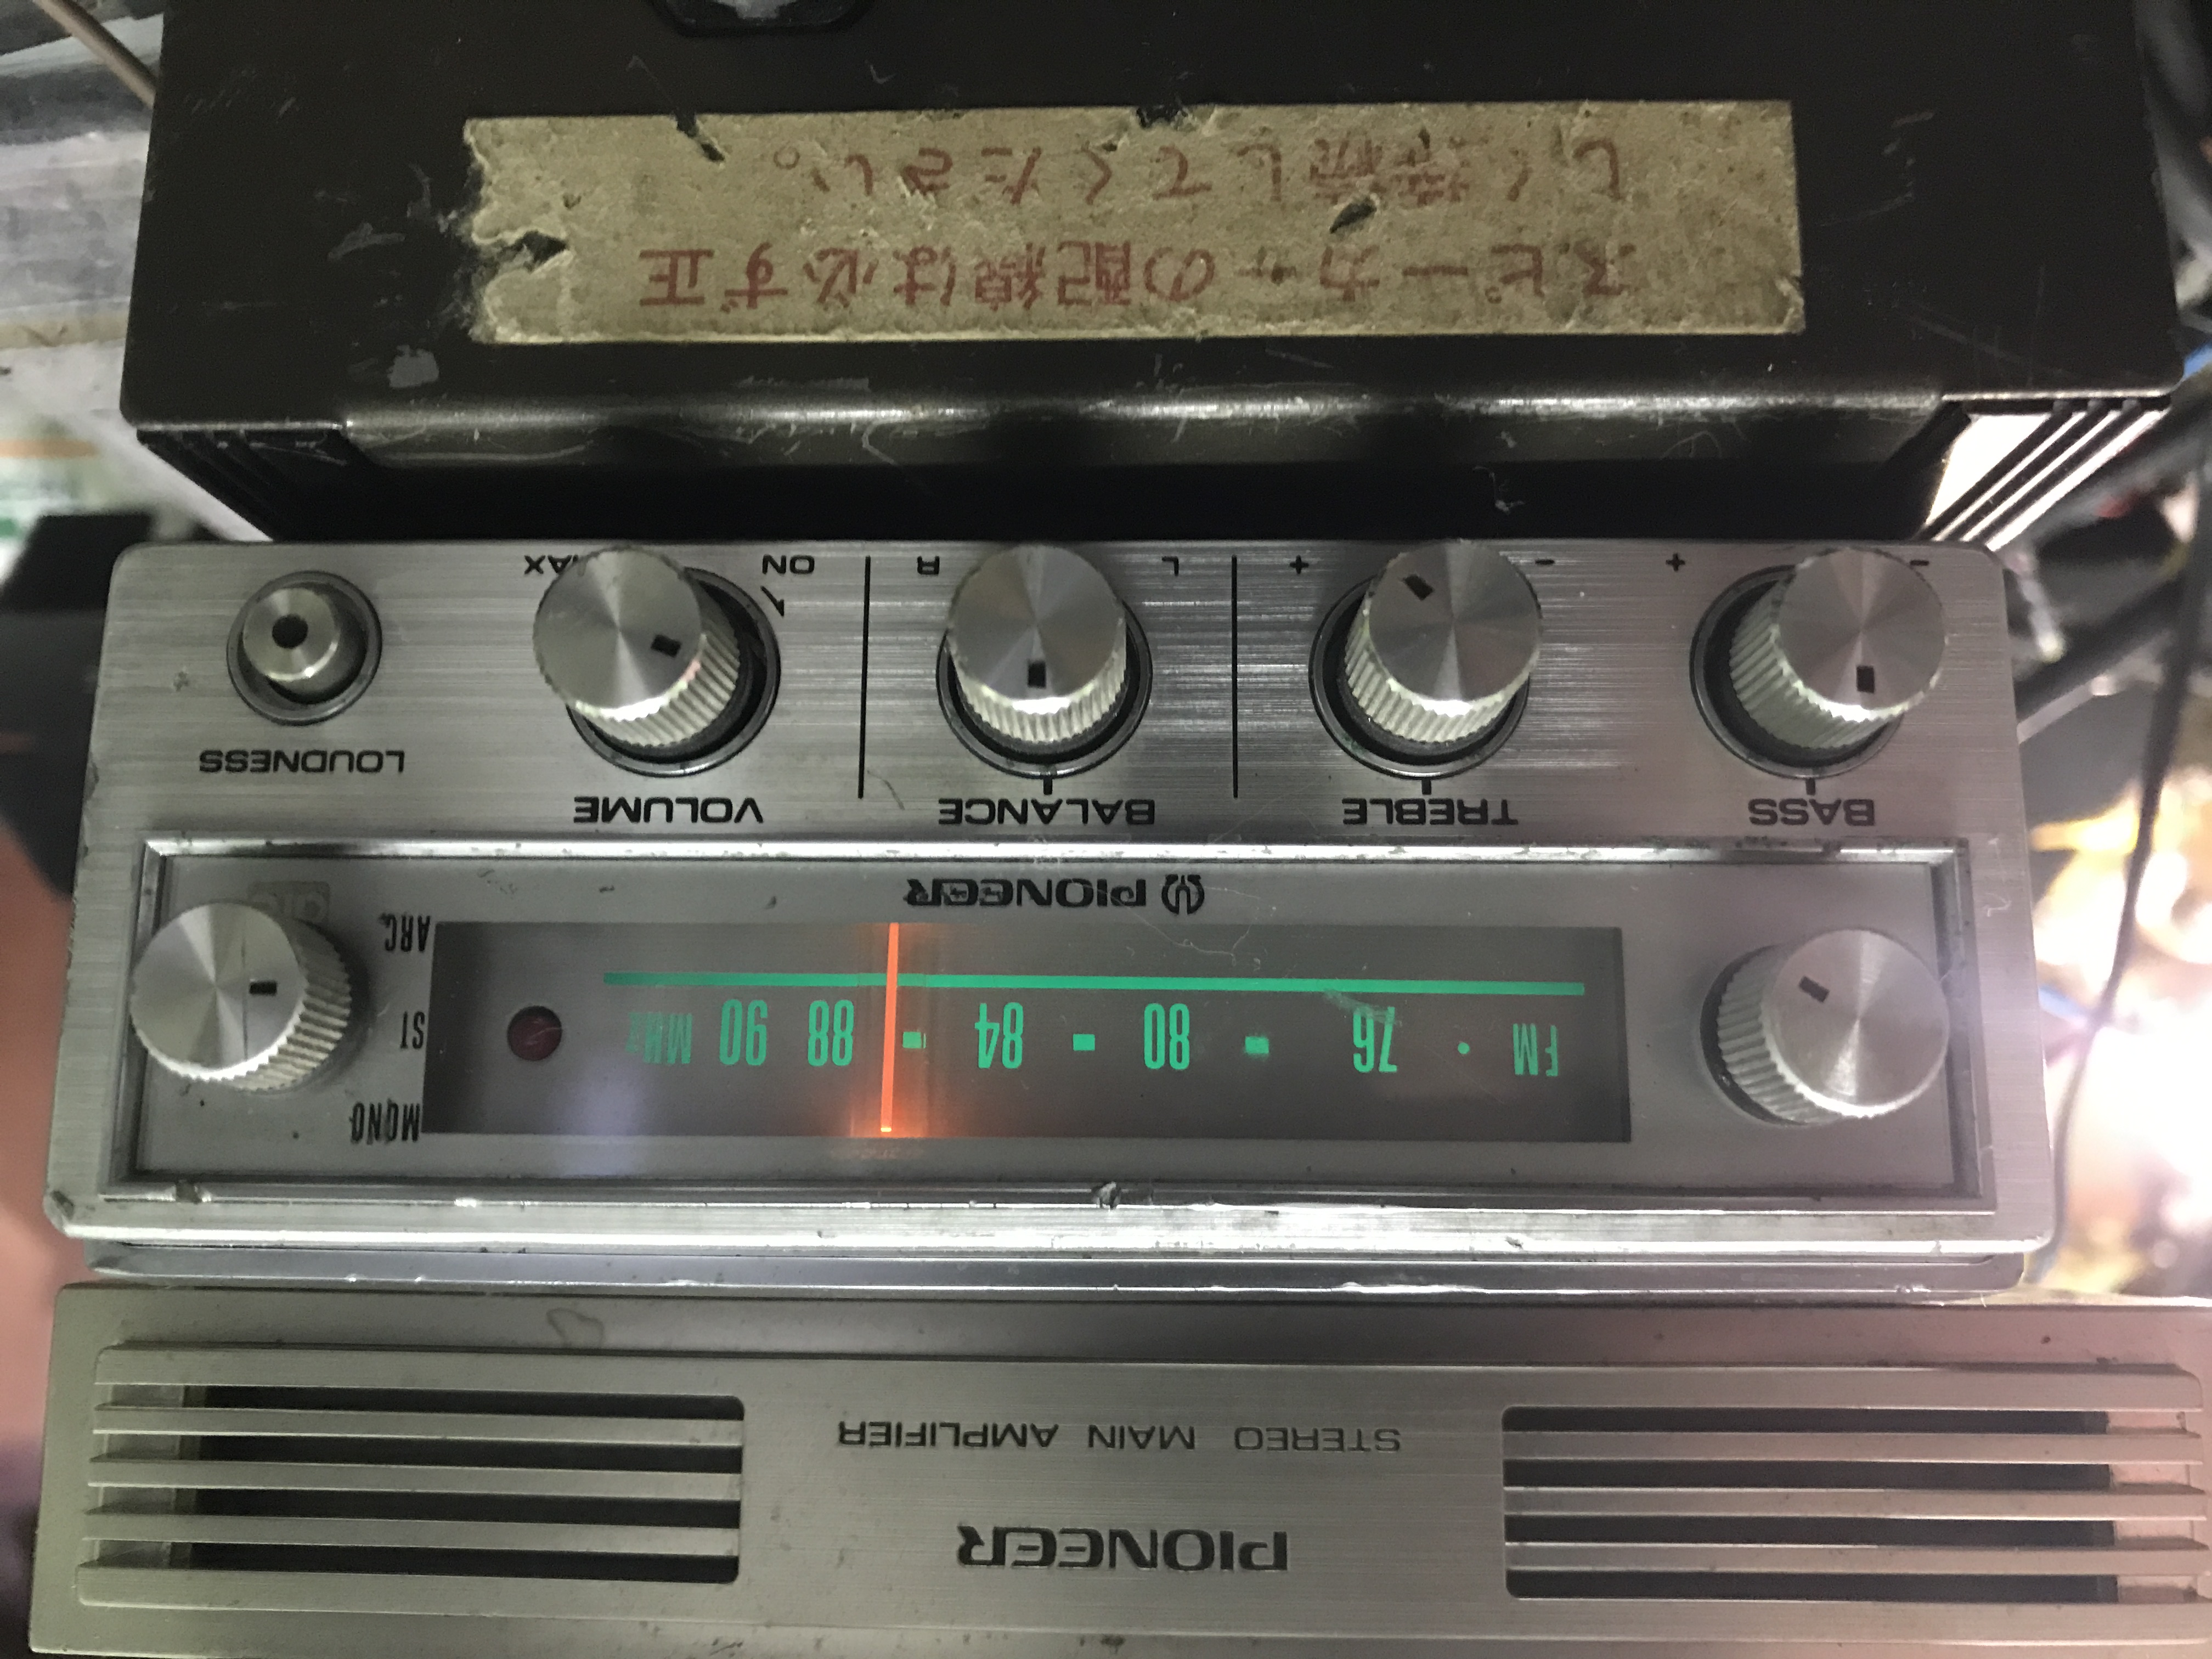 PIONEER
STEREO MAIN AMPLIFIER
MONO
FM • 76 ▪ 80 ▪ 84 ▪ 88 90 MHz
ST
ARC
PIONEER
BASS TREBLE BALANCE VOLUME LOUDNESS
- + - + L R ON MAX
スピーカーの配線は必ず正
しく接続してください。